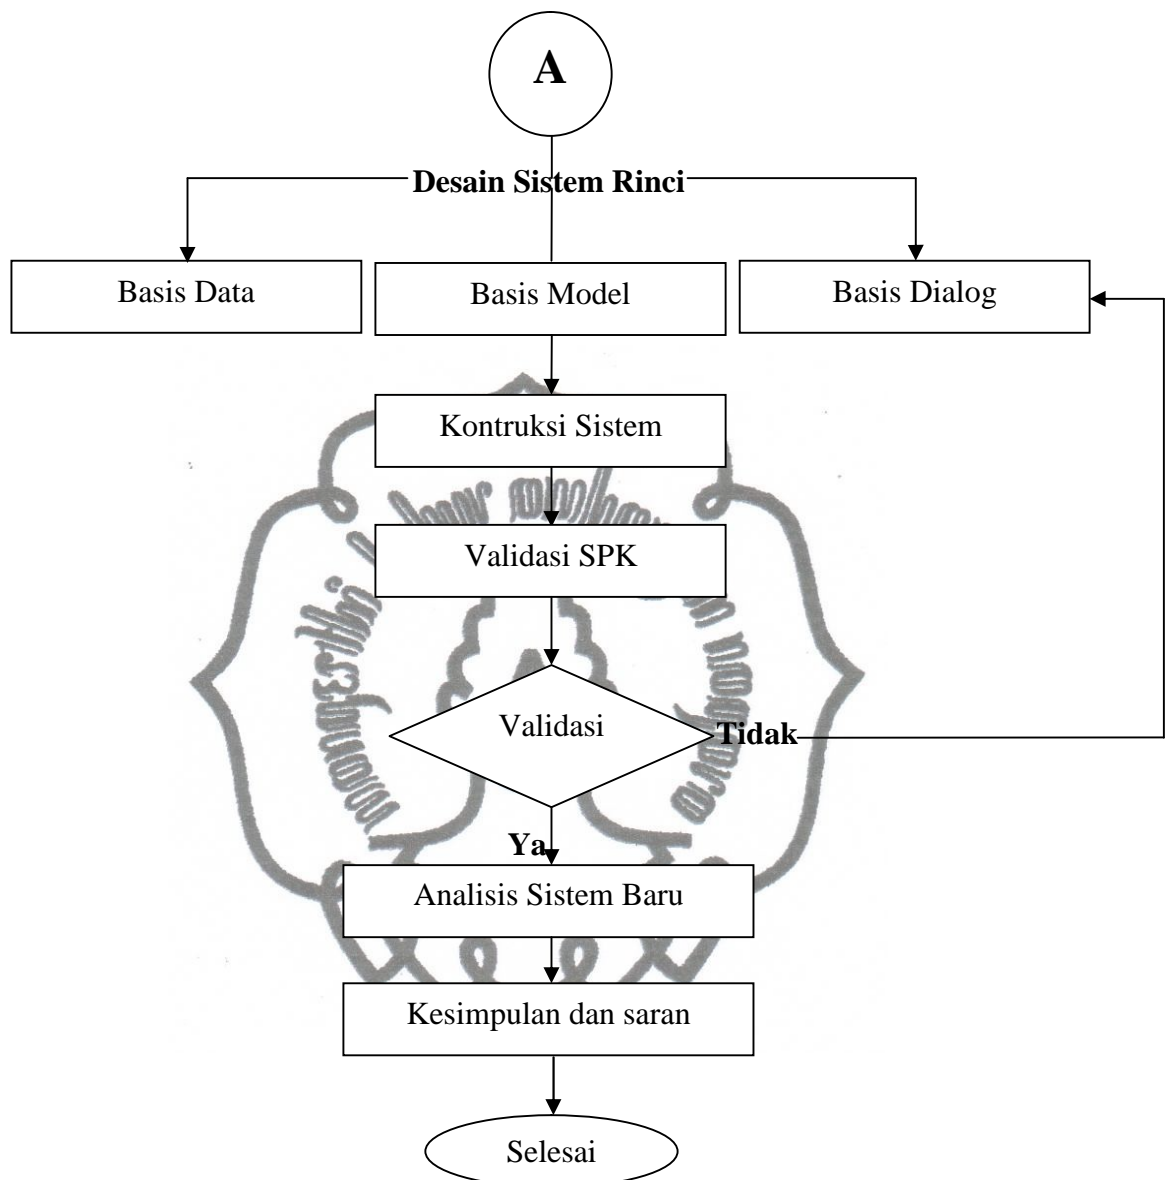 A
Desain Sistem Rinci
Basis Data
Basis Model
Basis Dialog
Kontruksi Sistem
Validasi SPK
Validasi
Tidak
Ya
Analisis Sistem Baru
Kesimpulan dan saran
Selesai